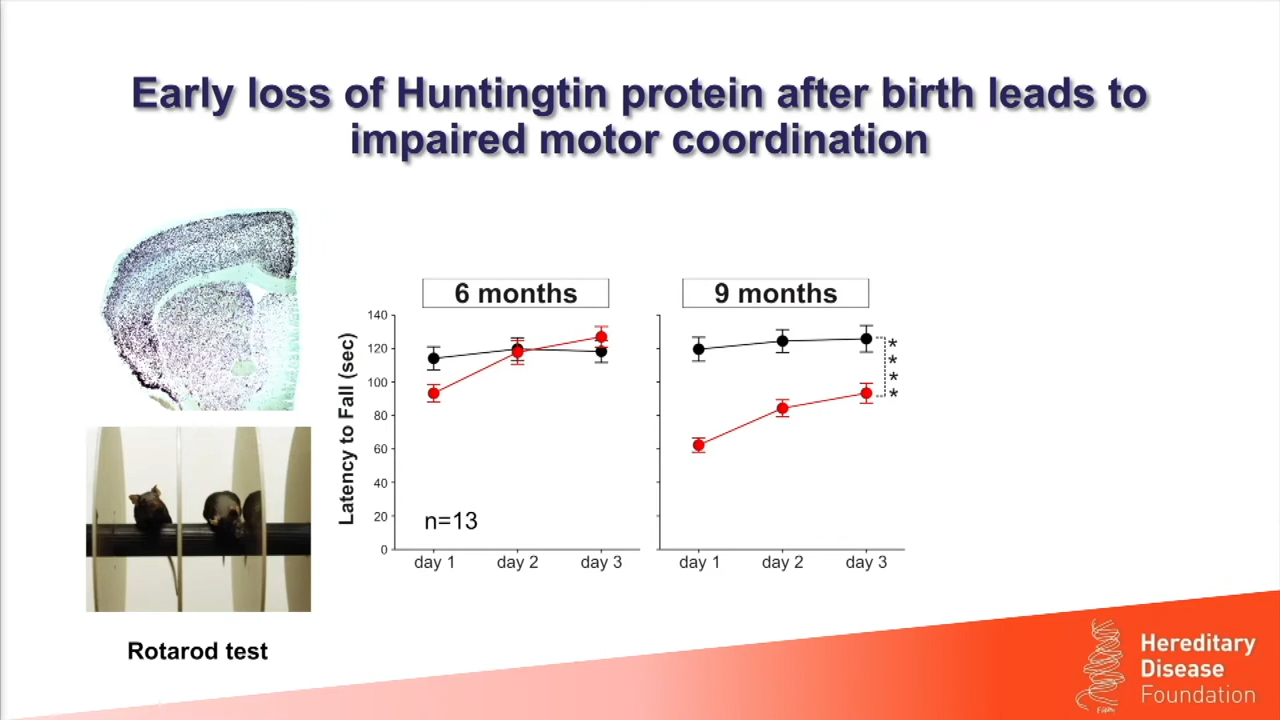 Early loss of Huntingtin protein after birth leads to
impaired motor coordination
6 months
9 months
Latency to Fall (sec)
140
120
100
80
60
40
20
0
n=13
day 1
day 2
day 3
day 1
day 2
day 3
*
*
*
*
Rotarod test
Hereditary
Disease
Foundation